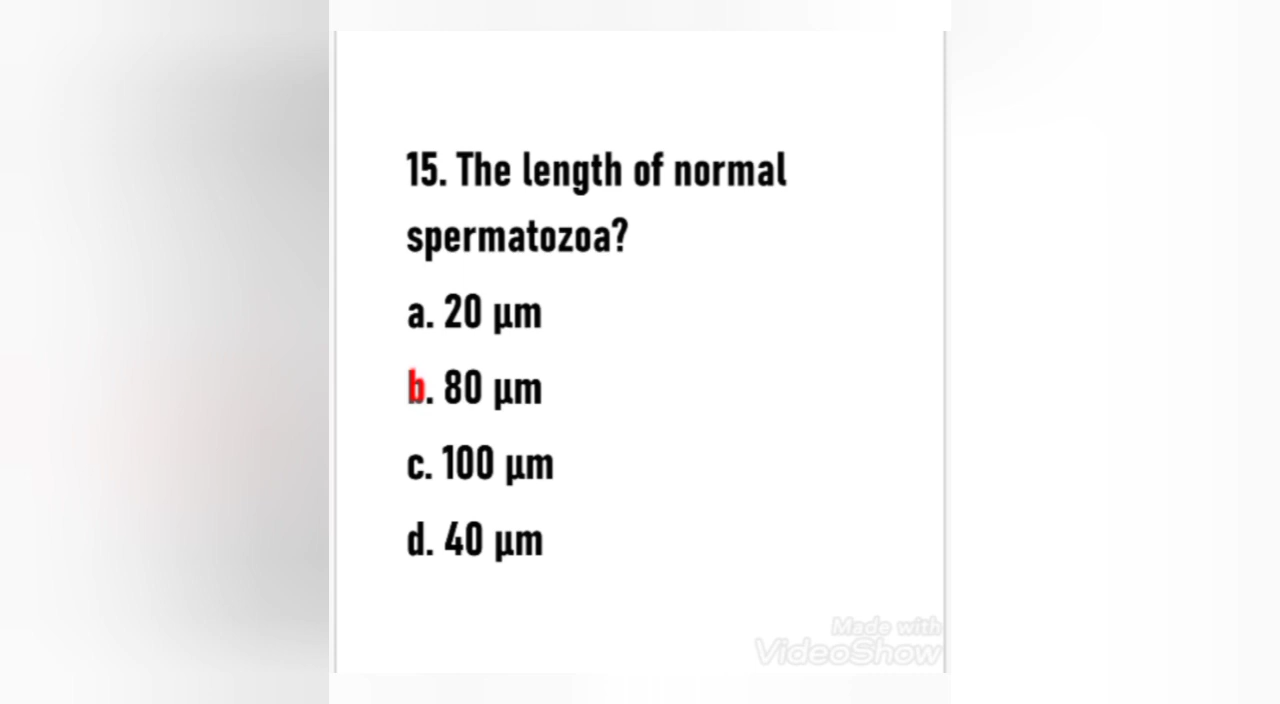 15. The length of normal
spermatozoa?
a. 20 µm
b. 80 µm
c. 100 µm
d. 40 µm
Made with
VideoShow